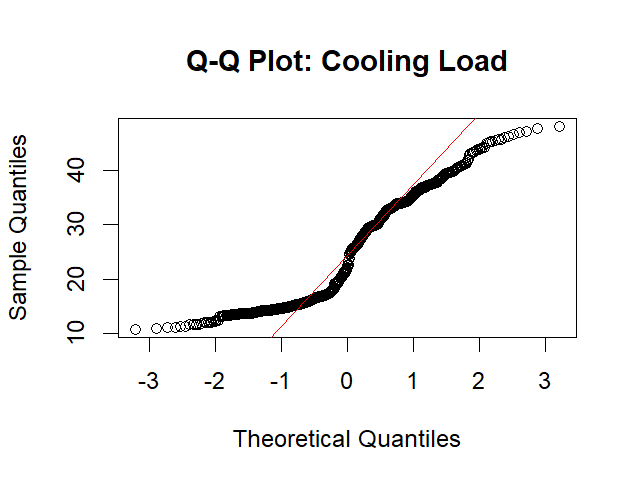 Q-Q Plot: Cooling Load
Sample Quantiles
40
30
20
10
-3 -2 -1 0 1 2 3
Theoretical Quantiles